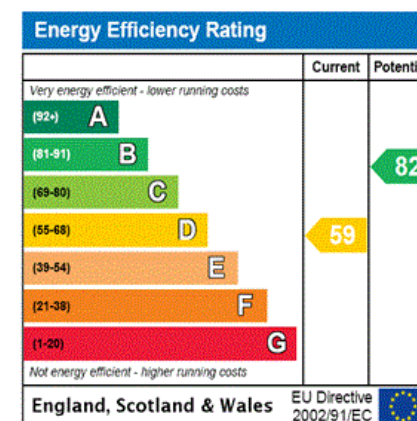 Energy Efficiency Rating
Current Potenti
Very energy efficient - lower running costs
(92+) A
(81-91) B
82
(69-80) C
(55-68) D
59
(39-54) E
(21-38) F
(1-20) G
Not energy efficient - higher running costs
England, Scotland & Wales
EU Directive
2002/91/EC